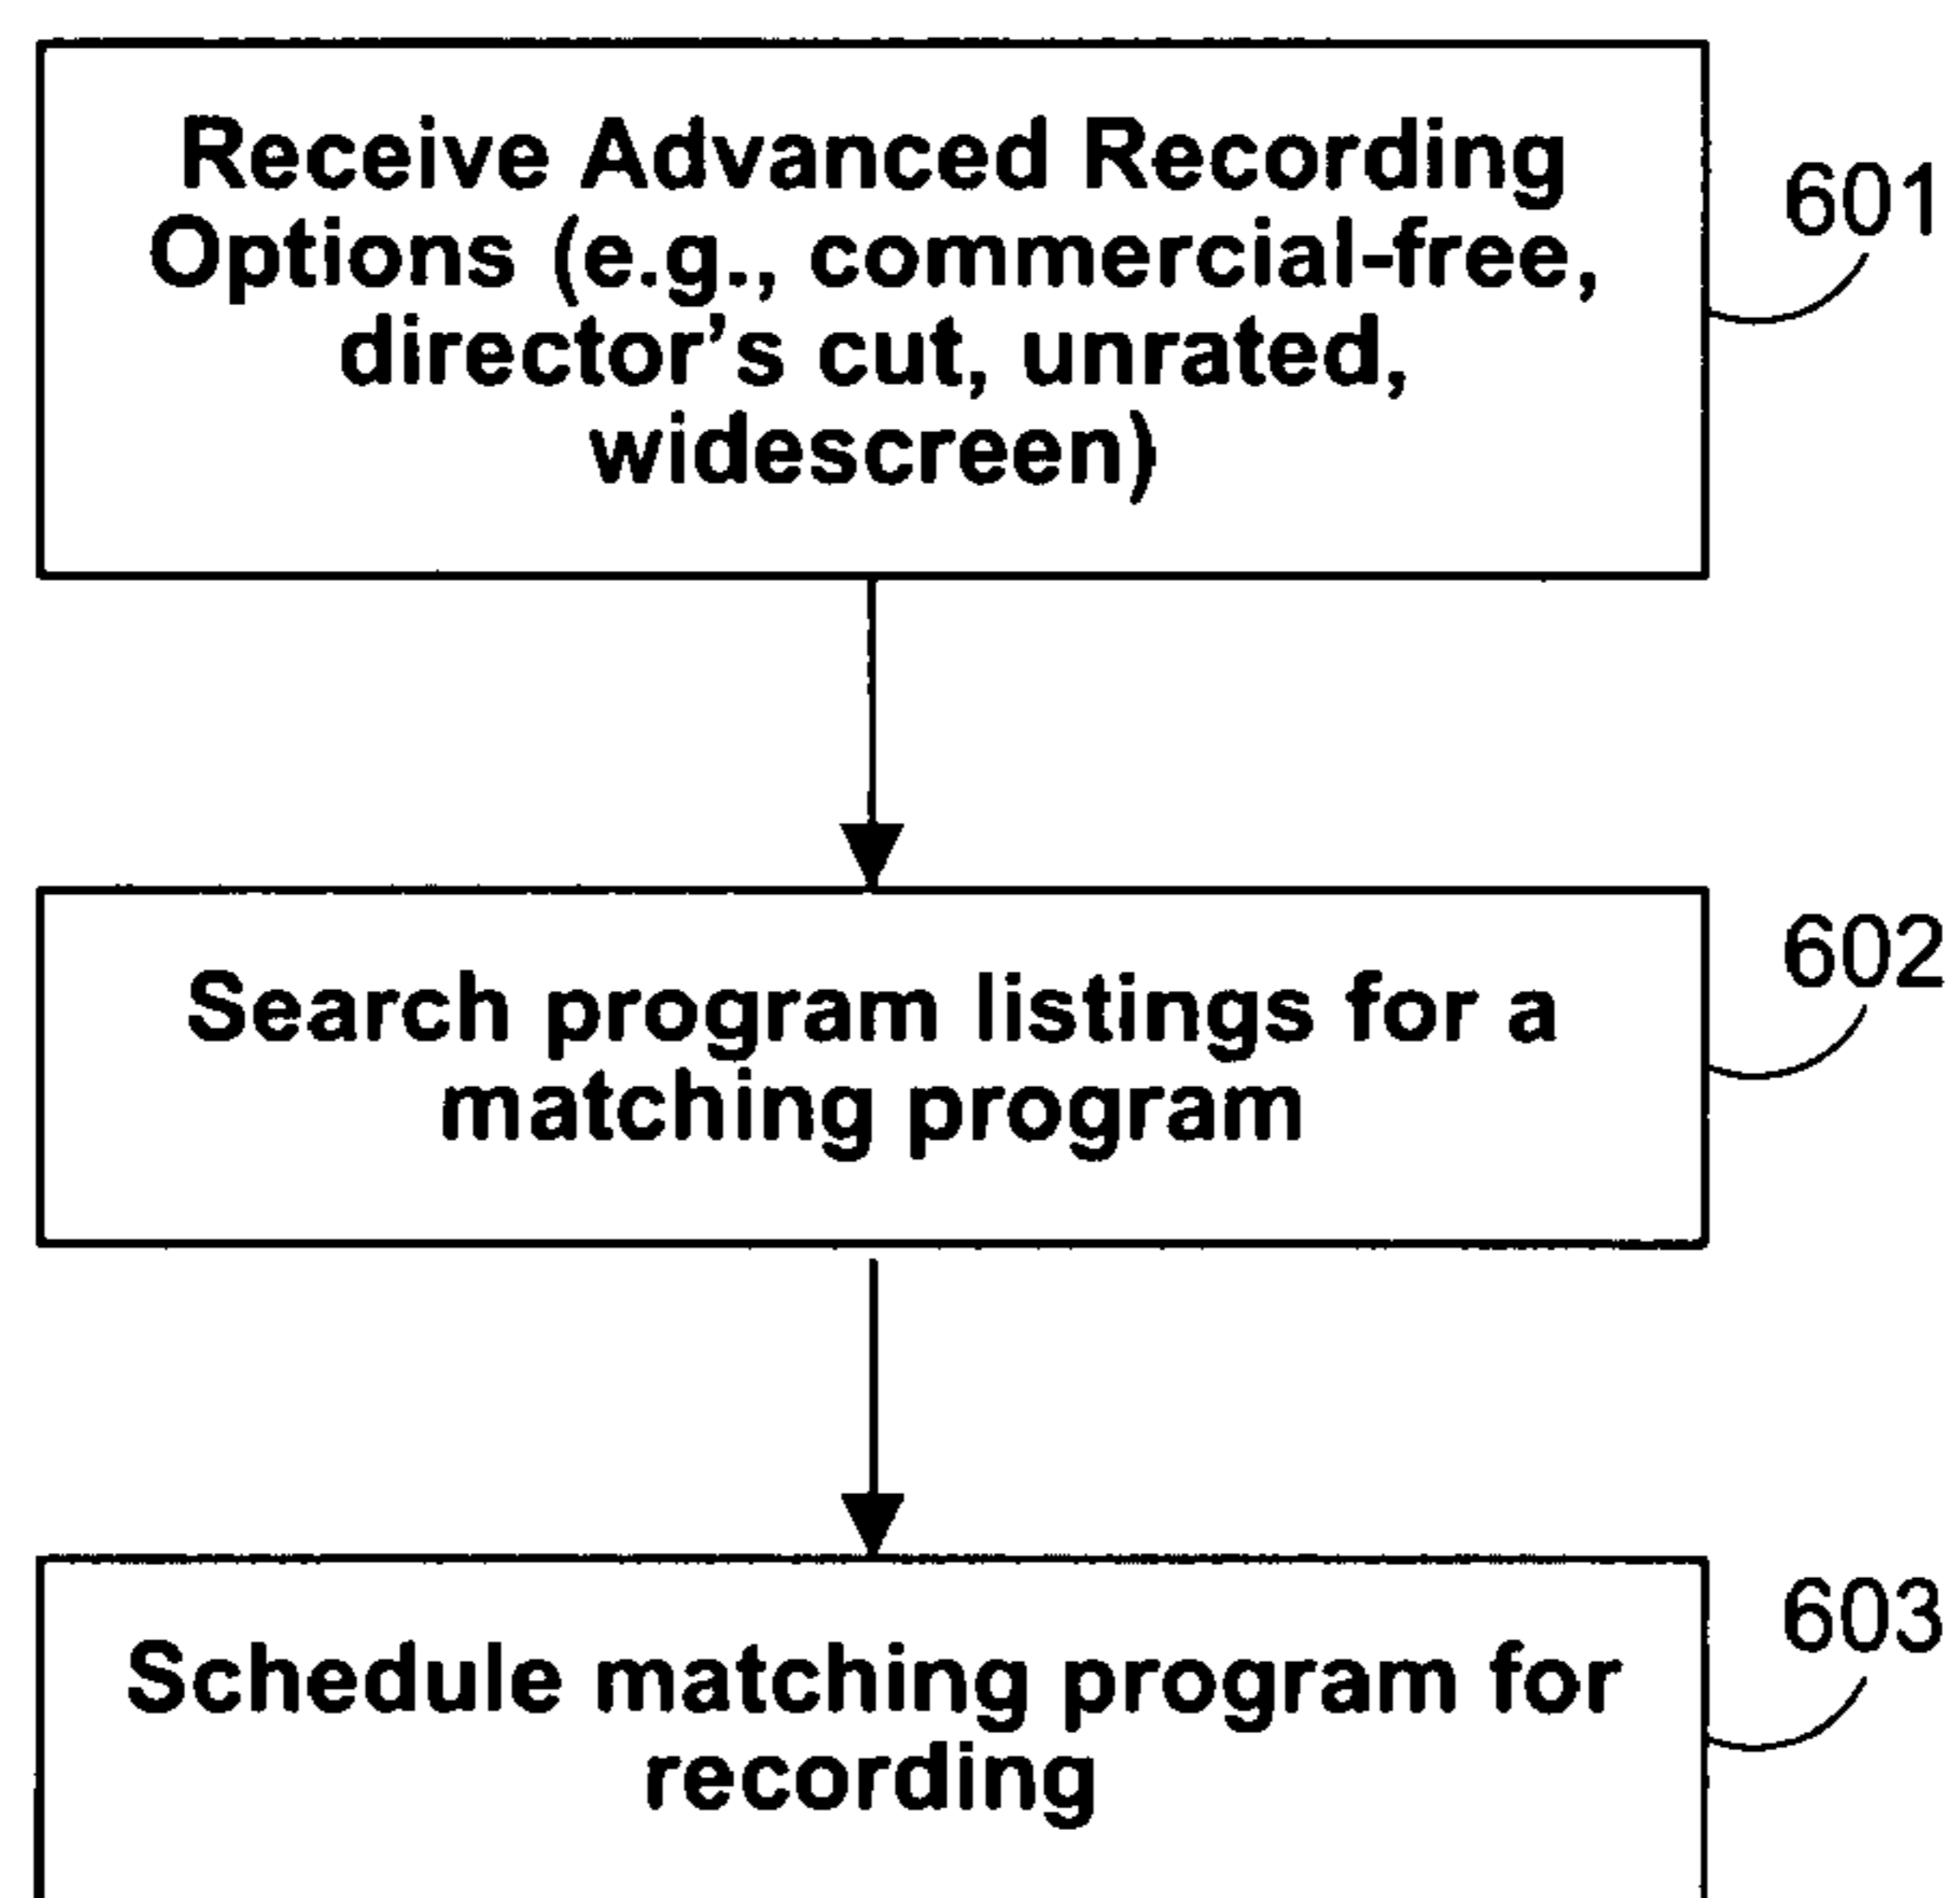 Receive Advanced Recording
Options (e.g., commercial-free,
director's cut, unrated,
widescreen)
601
Search program listings for a
matching program
602
Schedule matching program for
recording
603